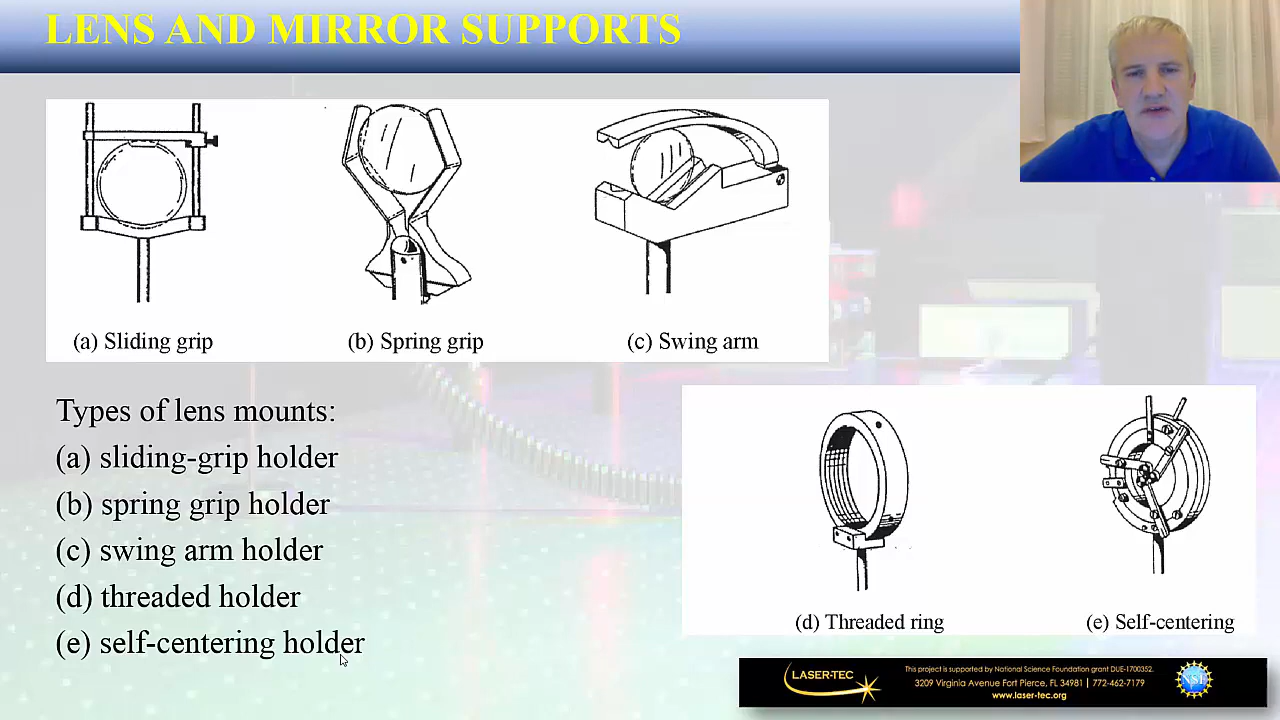 LENS AND MIRROR SUPPORTS
(a) Sliding grip
(b) Spring grip
(c) Swing arm
Types of lens mounts:
(a) sliding-grip holder
(b) spring grip holder
(c) swing arm holder
(d) threaded holder
(e) self-centering holder
(d) Threaded ring
(e) Self-centering
LASER-TEC
This project is supported by National Science Foundation grant DUE-1700352.
3209 Virginia Avenue Fort Pierce, FL 34981 | 772-462-7179
www.laser-tec.org
NSF